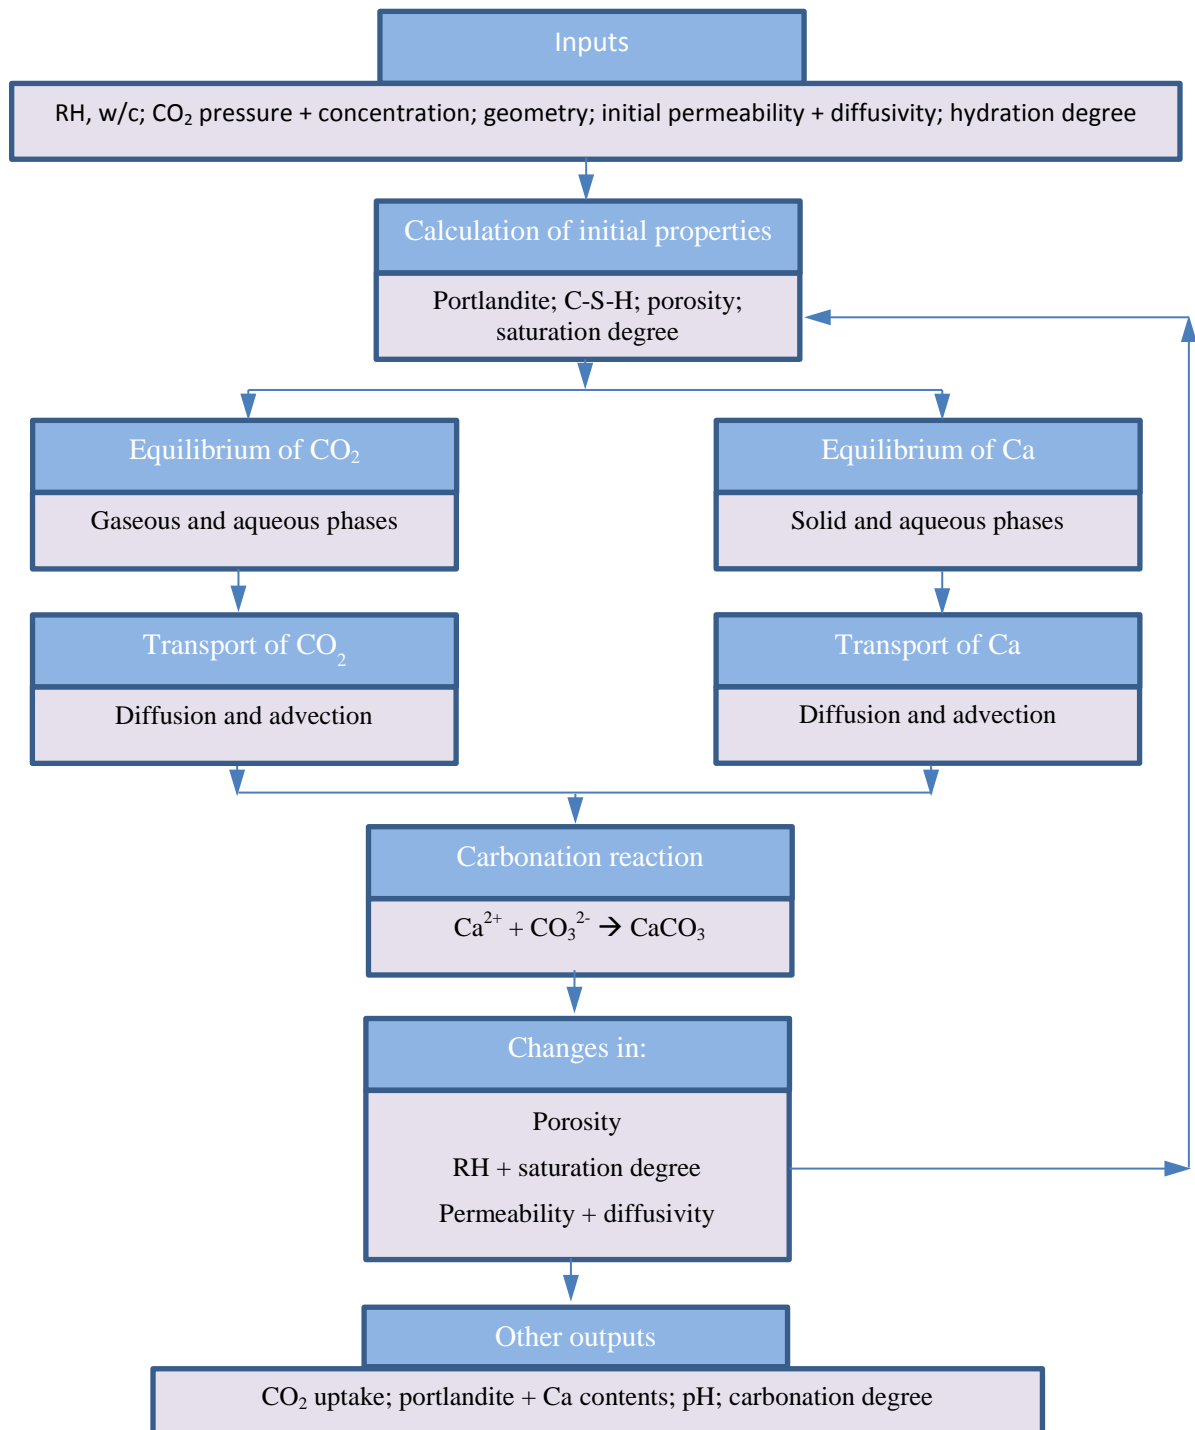 Inputs
RH, w/c; CO₂ pressure + concentration; geometry; initial permeability + diffusivity; hydration degree
Calculation of initial properties
Portlandite; C-S-H; porosity;
saturation degree
Equilibrium of CO₂
Gaseous and aqueous phases
Equilibrium of Ca
Solid and aqueous phases
Transport of CO₂
Diffusion and advection
Transport of Ca
Diffusion and advection
Carbonation reaction
Ca²⁺ + CO₃²⁻ → CaCO₃
Changes in:
Porosity
RH + saturation degree
Permeability + diffusivity
Other outputs
CO₂ uptake; portlandite + Ca contents; pH; carbonation degree